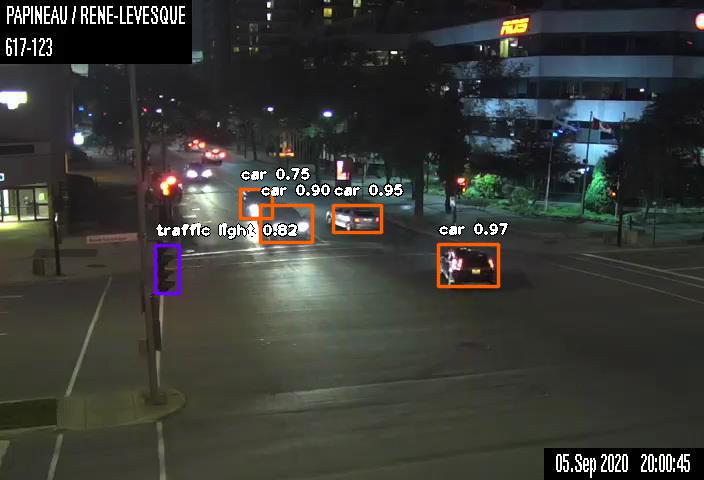 PAPINEAU / RENE-LEVESQUE
617-123
car 0.75
car 0.90
car 0.95
traffic light 0.82
car 0.97
05.Sep 2020 20:00:45